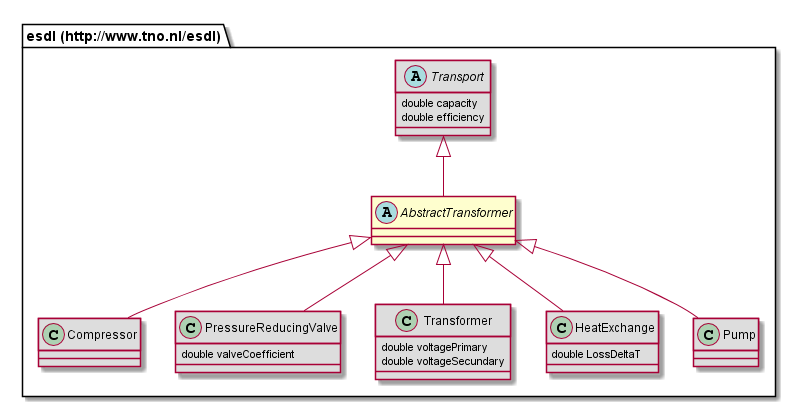 esdl (http://www.tno.nl/esdl)
A Transport
double capacity
double efficiency
A AbstractTransformer
C Compressor
C PressureReducingValve
double valveCoefficient
C Transformer
double voltagePrimary
double voltageSecundary
C HeatExchange
double LossDeltaT
C Pump